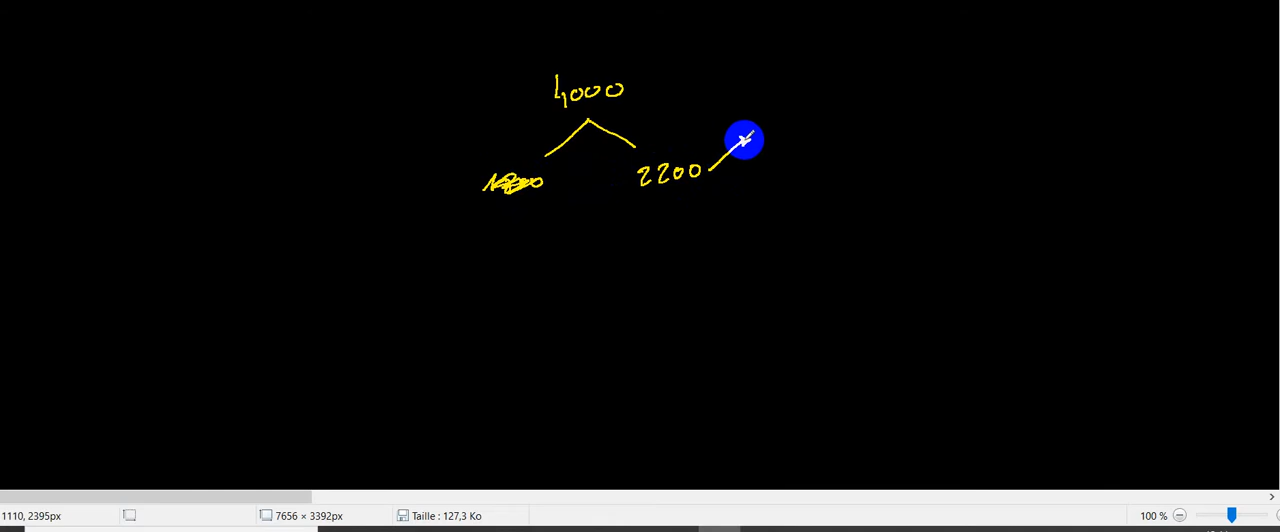 4000
2200
1110, 2395px
7656 × 3392px
Taille : 127,3 Ko
100 %